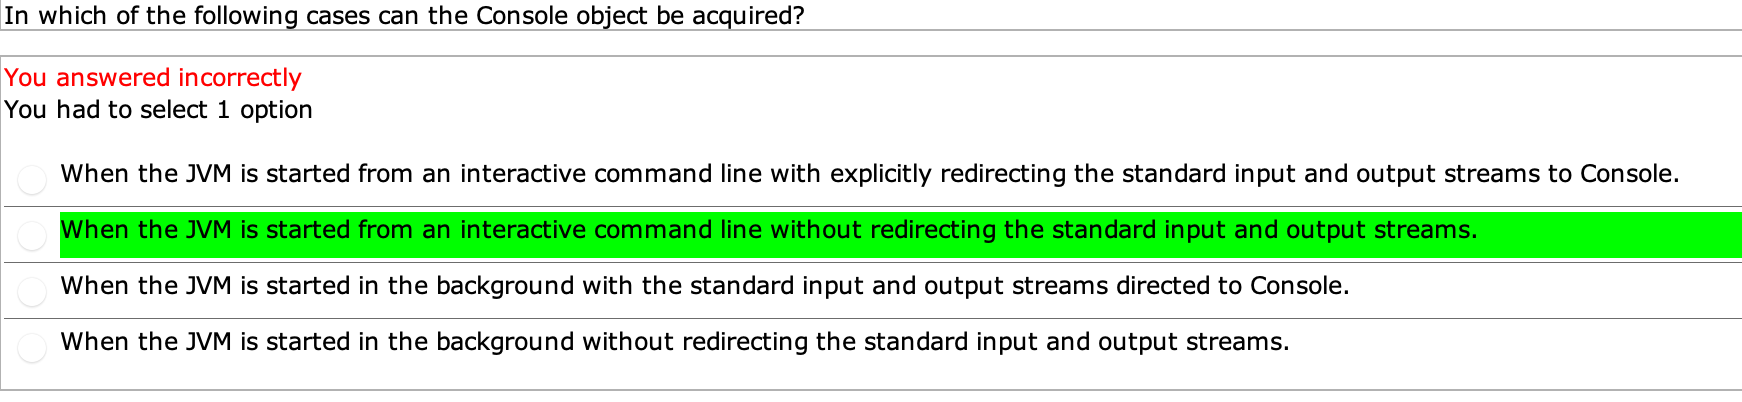 In which of the following cases can the Console object be acquired?
You answered incorrectly
You had to select 1 option
When the JVM is started from an interactive command line with explicitly redirecting the standard input and output streams to Console.
When the JVM is started from an interactive command line without redirecting the standard input and output streams.
When the JVM is started in the background with the standard input and output streams directed to Console.
When the JVM is started in the background without redirecting the standard input and output streams.